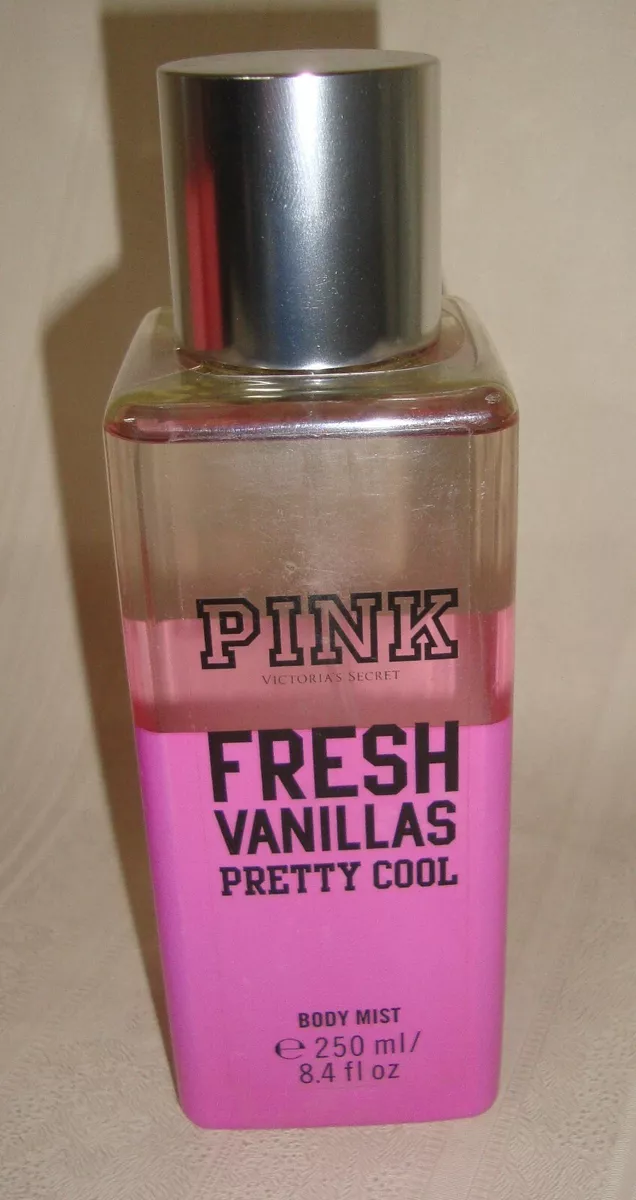 PINK
VICTORIA'S SECRET
FRESH
VANILLAS
PRETTY COOL
BODY MIST
℮ 250 ml/
8.4 fl oz